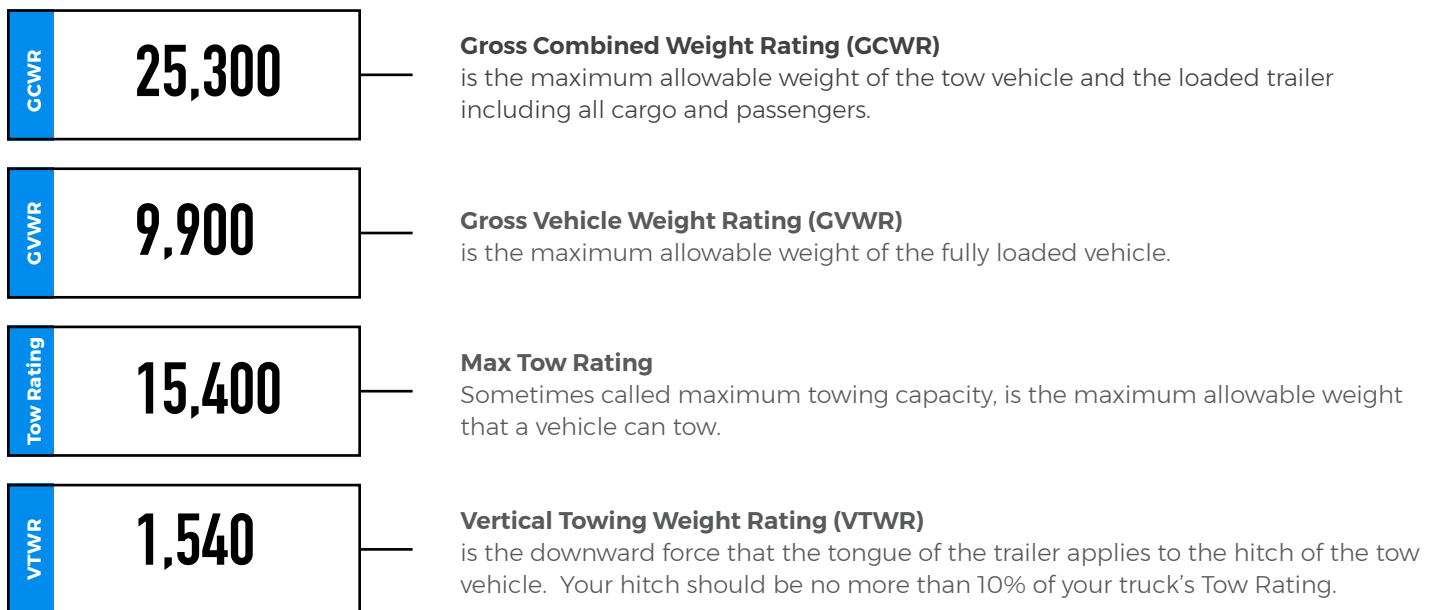 GCWR
25,300
Gross Combined Weight Rating (GCWR)
is the maximum allowable weight of the tow vehicle and the loaded trailer
including all cargo and passengers.
GVWR
9,900
Gross Vehicle Weight Rating (GVWR)
is the maximum allowable weight of the fully loaded vehicle.
Tow Rating
15,400
Max Tow Rating
Sometimes called maximum towing capacity, is the maximum allowable weight
that a vehicle can tow.
VTWR
1,540
Vertical Towing Weight Rating (VTWR)
is the downward force that the tongue of the trailer applies to the hitch of the tow
vehicle.  Your hitch should be no more than 10% of your truck's Tow Rating.